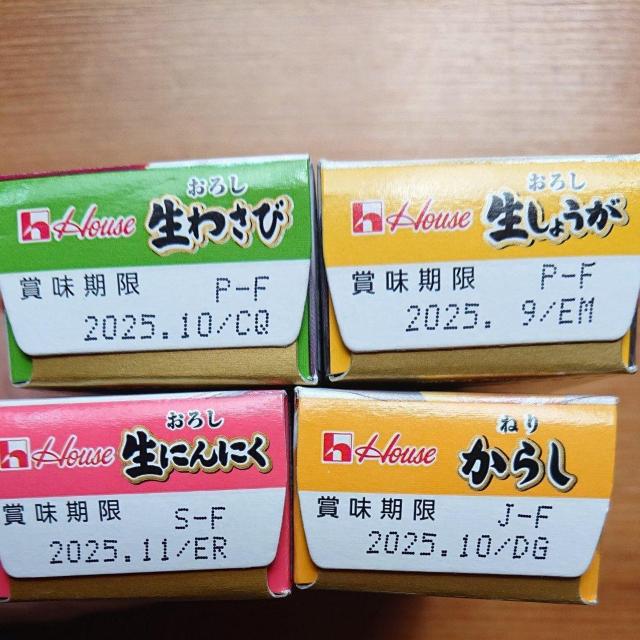 おろし
House 生わさび
賞味期限 P-F
2025.10/CQ
おろし
House 生しょうが
賞味期限 P-F
2025. 9/EM
おろし
House 生にんにく
賞味期限 S-F
2025.11/ER
ねり
House からし
賞味期限 J-F
2025.10/DG